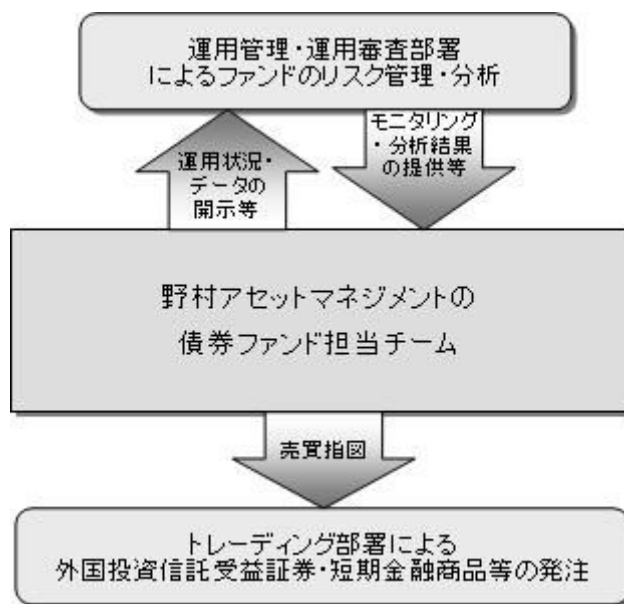 運用管理・運用審査部署
によるファンドのリスク管理・分析
運用状況・
データの
開示等
モニタリング
・分析結果
の提供等
野村アセットマネジメントの
債券ファンド担当チーム
売買指図
トレーディング部署による
外国投資信託受益証券・短期金融商品等の発注